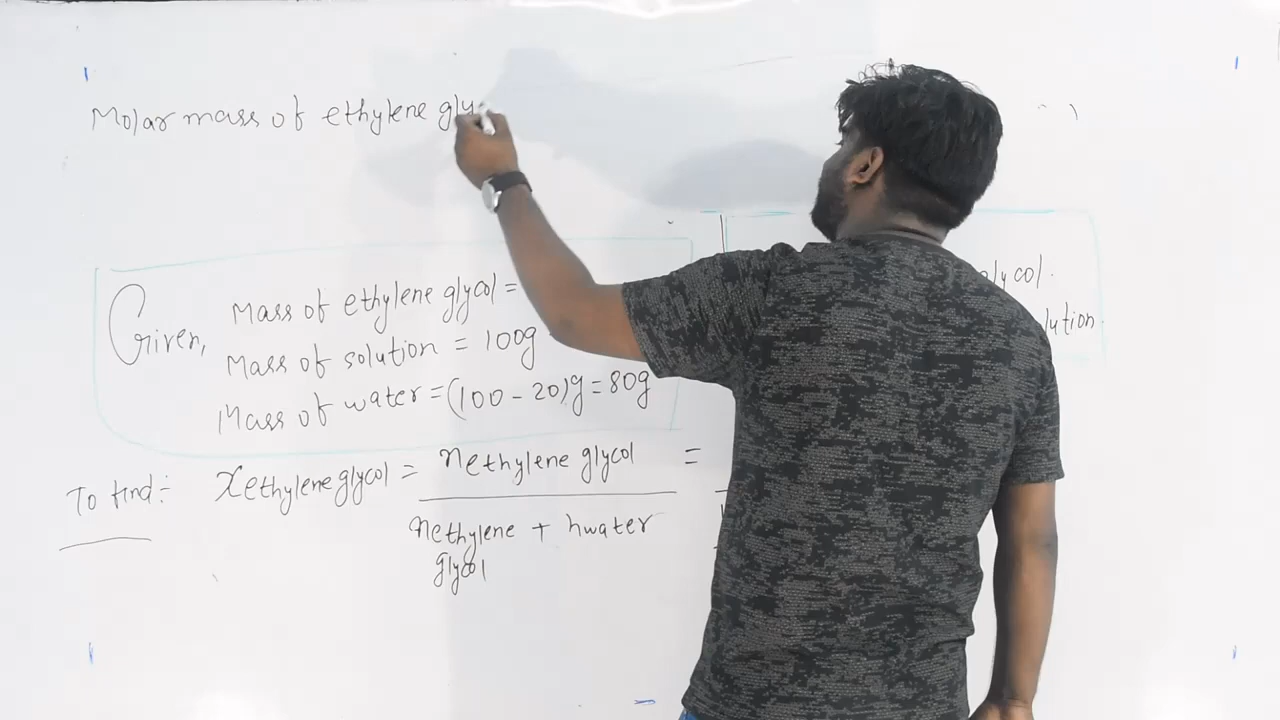 Molar mass of ethylene gly
Given,
Mass of ethylene glycol =
Mass of solution = 100g
Mass of water = (100 - 20)g = 80g
lycol.
lution.
To find:- xethylene glycol = nethylene glycol =
nethylene + nwater
glycol